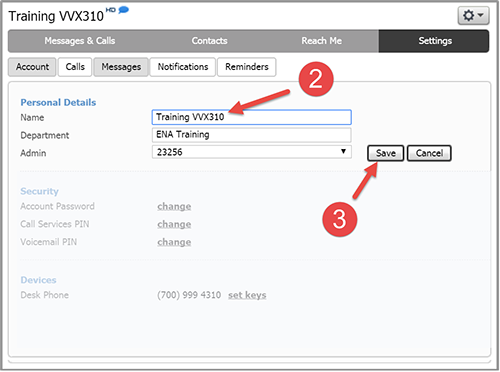 Training VVX310 HD
Messages & Calls Contacts Reach Me Settings
Account Calls Messages Notifications Reminders
Personal Details
Name Training VVX310
Department ENA Training
Admin 23256 Save Cancel
Security
Account Password change
Call Services PIN change
Voicemail PIN change
Devices
Desk Phone (700) 999 4310 set keys
2
3